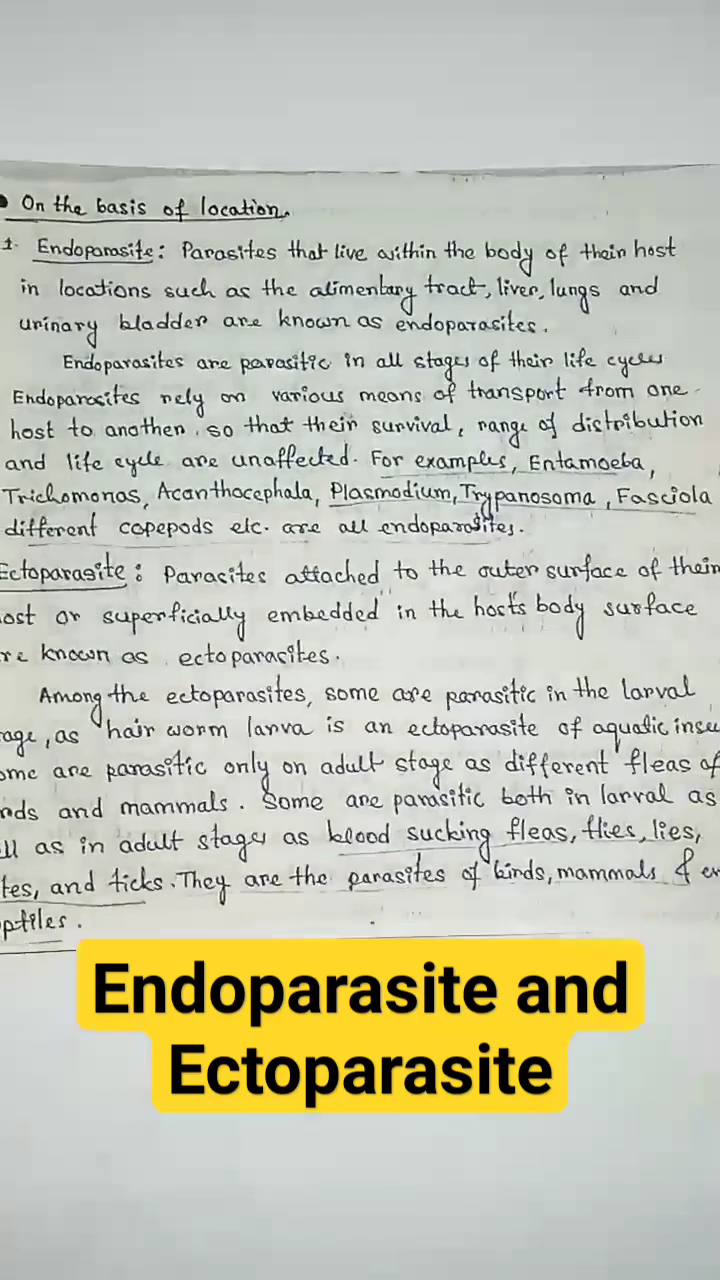 On the basis of location.
1. Endoparasite: Parasites that live within the body of their host
in locations such as the alimentary tract, liver, lungs and
urinary bladder are known as endoparasites.
Endoparasites are parasitic in all stages of their life cycles
Endoparasites rely on various means of transport from one
host to another. so that their survival, range of distribution
and life cycle are unaffected. For examples, Entamoeba,
Trichomonas, Acanthocephala, Plasmodium, Trypanosoma, Fasciola
different copepods etc. are all endoparasites.
Ectoparasite: Parasites attached to the outer surface of their
ost or superficially embedded in the host's body surface
re known as ectoparasites.
Among the ectoparasites, some are parasitic in the larval
age, as hair worm larva is an ectoparasite of aquatic inse
ome are parasitic only on adult stage as different fleas of
rds and mammals. Some are parasitic both in larval as
ll as in adult stages as blood sucking fleas, flies, lies,
tes, and ticks. They are the parasites of birds, mammals &
ptiles.
Endoparasite and
Ectoparasite